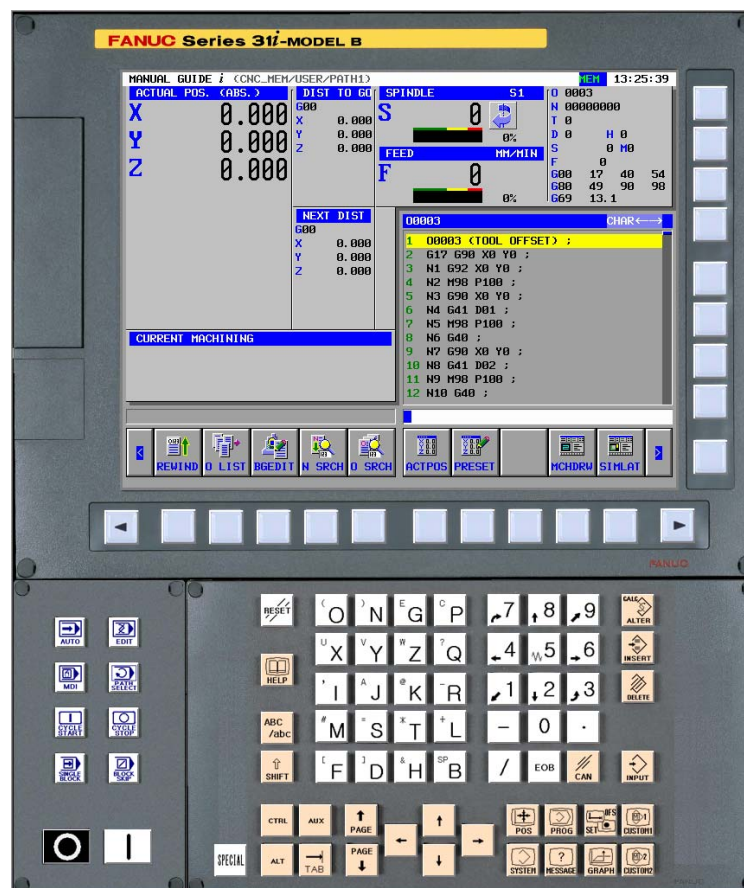 FANUC Series 31i-MODEL B
MANUAL GUIDE i (CNC_MEM/USER/PATH1) MEM 13:25:39
ACTUAL POS. (ABS.)
X 0.000
Y 0.000
Z 0.000
DIST TO GO
G00
X 0.000
Y 0.000
Z 0.000
SPINDLE S1
S 0
0%
FEED MM/MIN
F 0
0%
O 0003
N 00000000
T 0
D 0 H 0
S 0 M0
F 0
G00 17 40 54
G80 49 90 98
G69 13.1
NEXT DIST
G00
X 0.000
Y 0.000
Z 0.000
O0003 CHAR←→
1 O0003 (TOOL OFFSET) ;
2 G17 G90 X0 Y0 ;
3 N1 G92 X0 Y0 ;
4 N2 M98 P100 ;
5 N3 G90 X0 Y0 ;
6 N4 G41 D01 ;
7 N5 M98 P100 ;
8 N6 G40 ;
9 N7 G90 X0 Y0 ;
10 N8 G41 D02 ;
11 N9 M98 P100 ;
12 N10 G40 ;
CURRENT MACHINING
< REWIND O LIST BGEDIT N SRCH O SRCH ACTPOS PRESET MCHDRW SIMLAT >
FANUC
AUTO EDIT
MDI PATH SELECT
CYCLE START CYCLE STOP
SINGLE BLOCK BLOCK SKIP
RESET ( O ) N E G C P 7 8 9 CALC ALTER
HELP U X V Y W Z ? Q 4 5 6 INSERT
' I A J @ K - R 1 2 3 DELETE
ABC /abc # M = S * T + L - 0 .
SHIFT [ F ] D & H SP B / EOB CAN INPUT
CTRL AUX PAGE POS PROG OFS SET CUSTOM1
SPECIAL ALT TAB PAGE SYSTEM MESSAGE GRAPH CUSTOM2